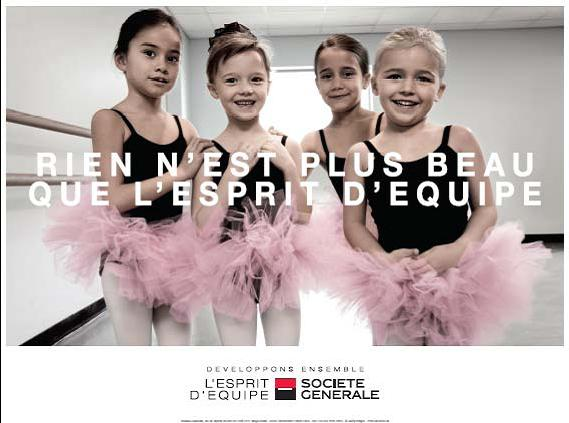 RIEN N'EST PLUS BEAU
QUE L'ESPRIT D'EQUIPE
DEVELOPPONS ENSEMBLE
L'ESPRIT
D'EQUIPE
SOCIETE
GENERALE